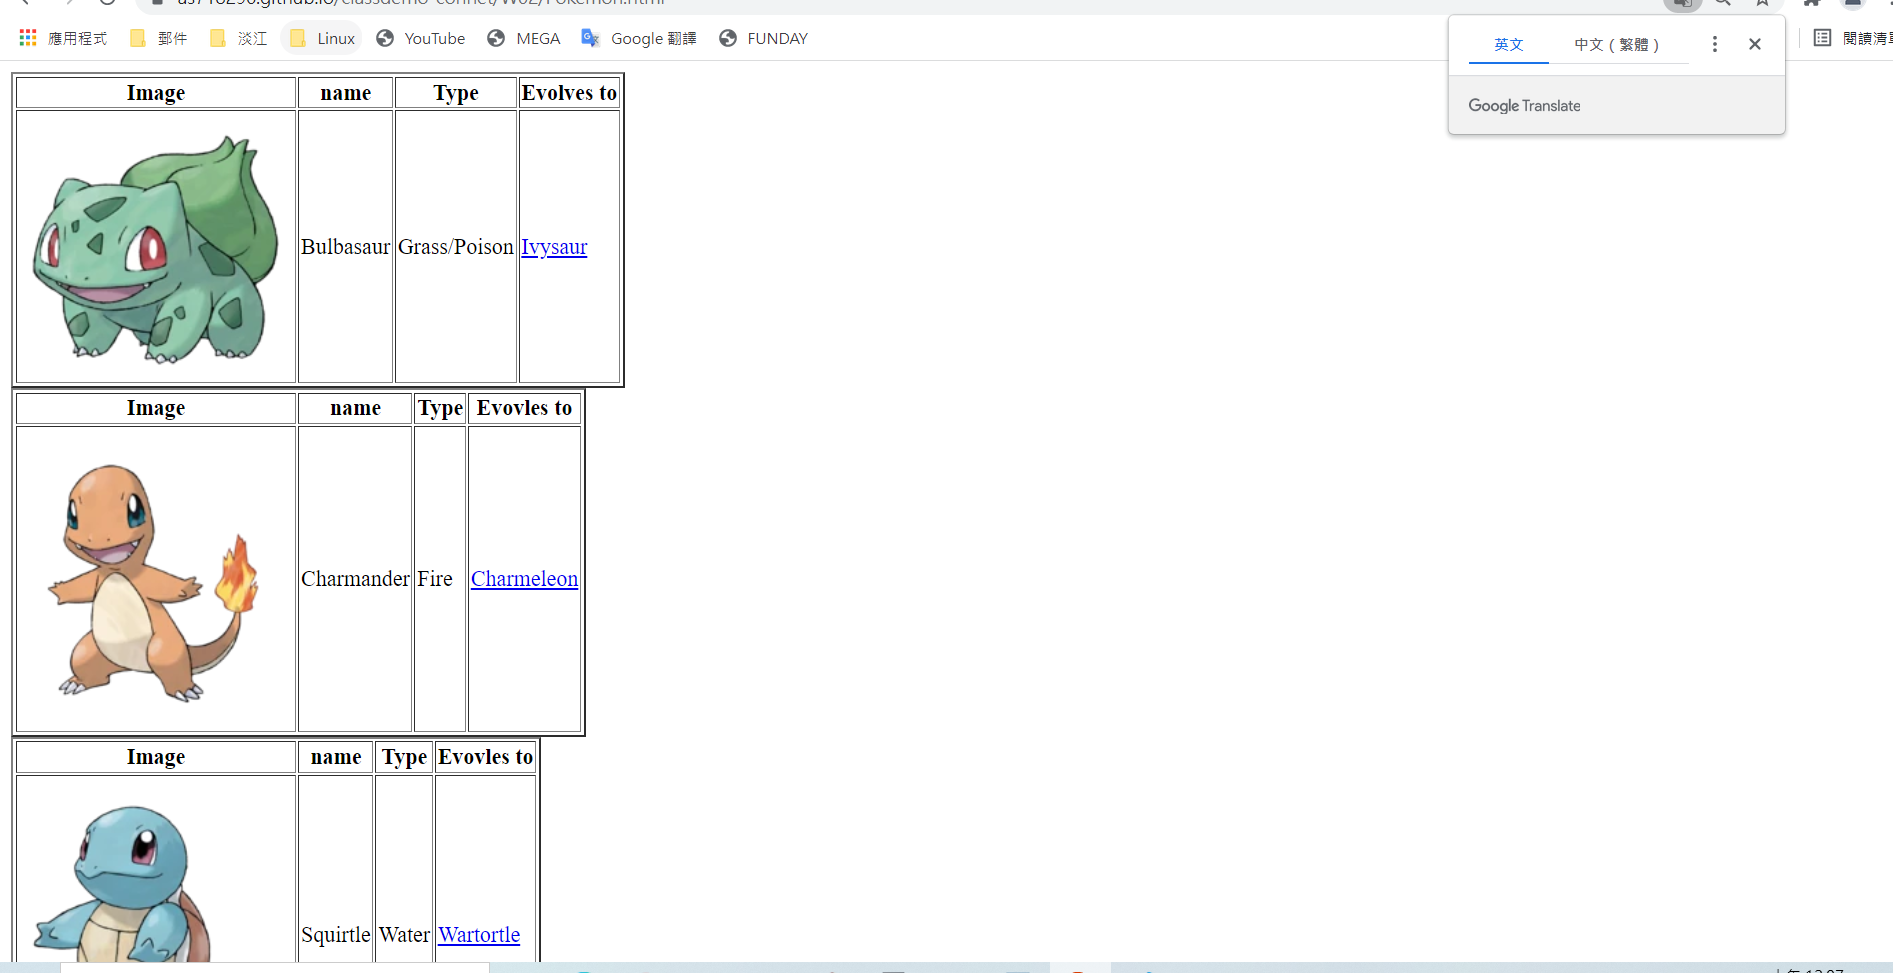 應用程式 郵件 淡江 Linux YouTube MEGA Google 翻譯 FUNDAY
閱讀清單
英文 中文（繁體）
Google Translate
Image name Type Evolves to
Bulbasaur Grass/Poison Ivysaur
Image name Type Evovles to
Charmander Fire Charmeleon
Image name Type Evovles to
Squirtle Water Wartortle